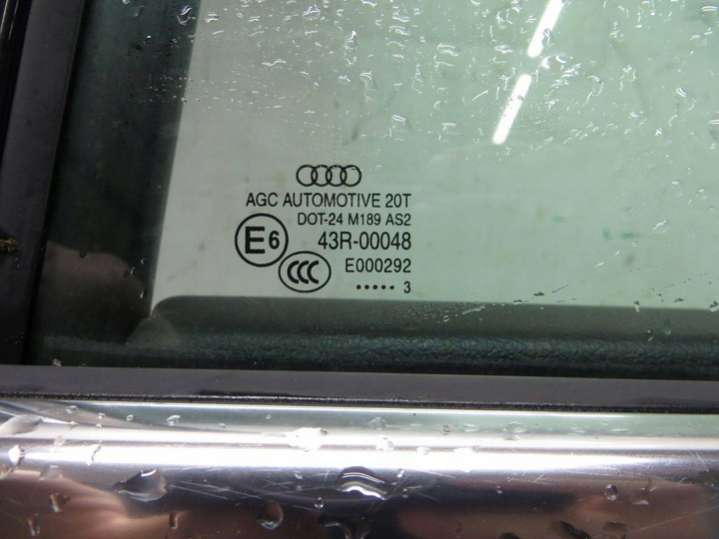 AGC AUTOMOTIVE 20T
DOT-24 M189 AS2
E6 43R-00048
CCC E000292
••••• 3